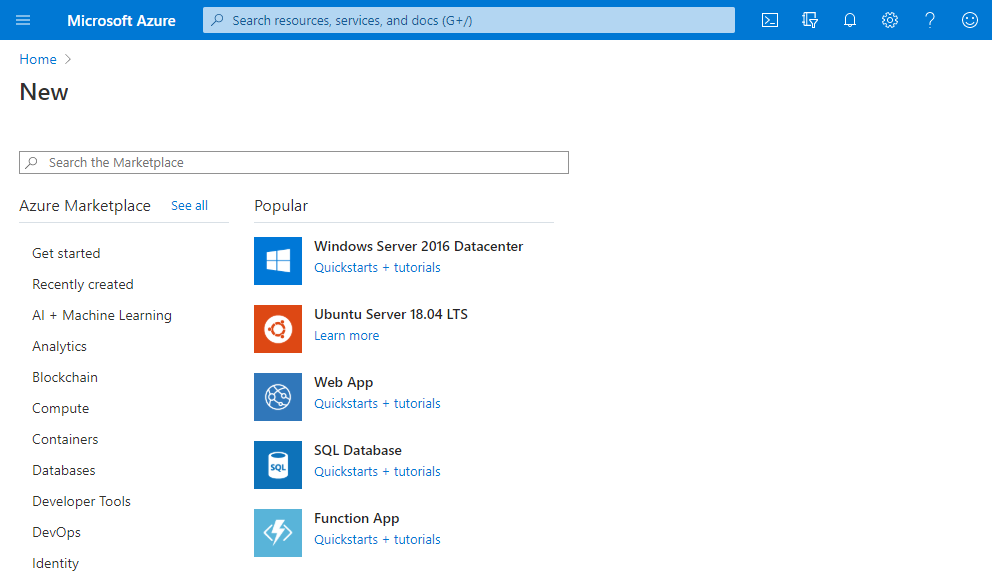 Microsoft Azure
Search resources, services, and docs (G+/)
Home
New
Search the Marketplace
Azure Marketplace See all
Get started
Recently created
AI + Machine Learning
Analytics
Blockchain
Compute
Containers
Databases
Developer Tools
DevOps
Identity
Popular
Windows Server 2016 Datacenter
Quickstarts + tutorials
Ubuntu Server 18.04 LTS
Learn more
Web App
Quickstarts + tutorials
SQL
SQL Database
Quickstarts + tutorials
Function App
Quickstarts + tutorials